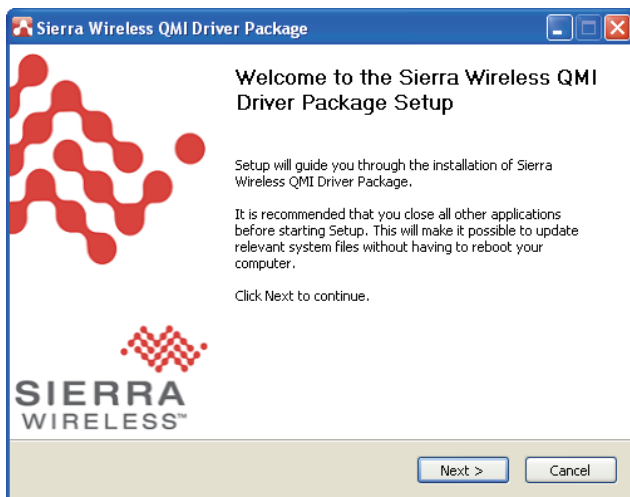 Sierra Wireless QMI Driver Package
Welcome to the Sierra Wireless QMI
Driver Package Setup
Setup will guide you through the installation of Sierra
Wireless QMI Driver Package.
It is recommended that you close all other applications
before starting Setup. This will make it possible to update
relevant system files without having to reboot your
computer.
Click Next to continue.
SIERRA
WIRELESS™
Next >
Cancel